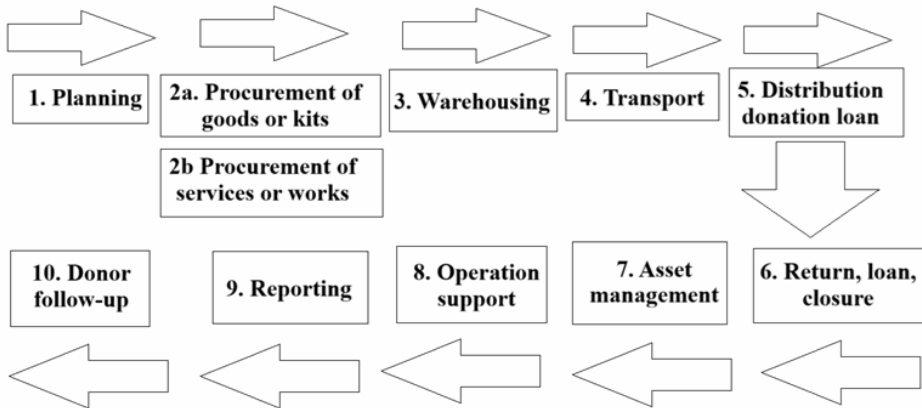 1. Planning
2a. Procurement of
goods or kits
2b Procurement of
services or works
3. Warehousing
4. Transport
5. Distribution
donation loan
6. Return, loan,
closure
7. Asset
management
8. Operation
support
9. Reporting
10. Donor
follow-up